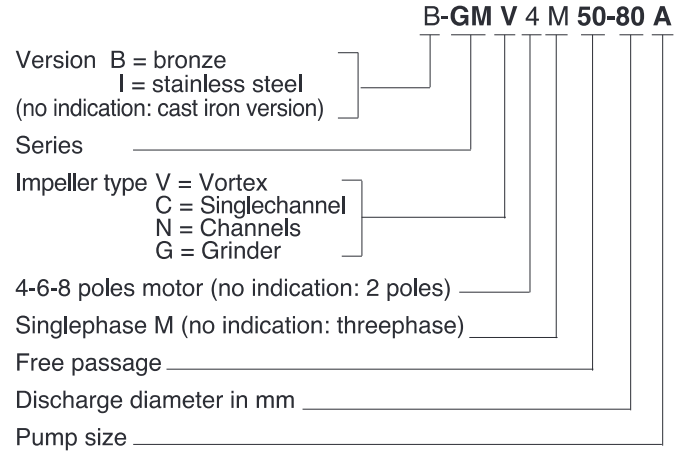 B-GM V 4 M 50-80 A
Version B = bronze
I = stainless steel
(no indication: cast iron version)
Series
Impeller type V = Vortex
C = Singlechannel
N = Channels
G = Grinder
4-6-8 poles motor (no indication: 2 poles)
Singlephase M (no indication: threephase)
Free passage
Discharge diameter in mm
Pump size